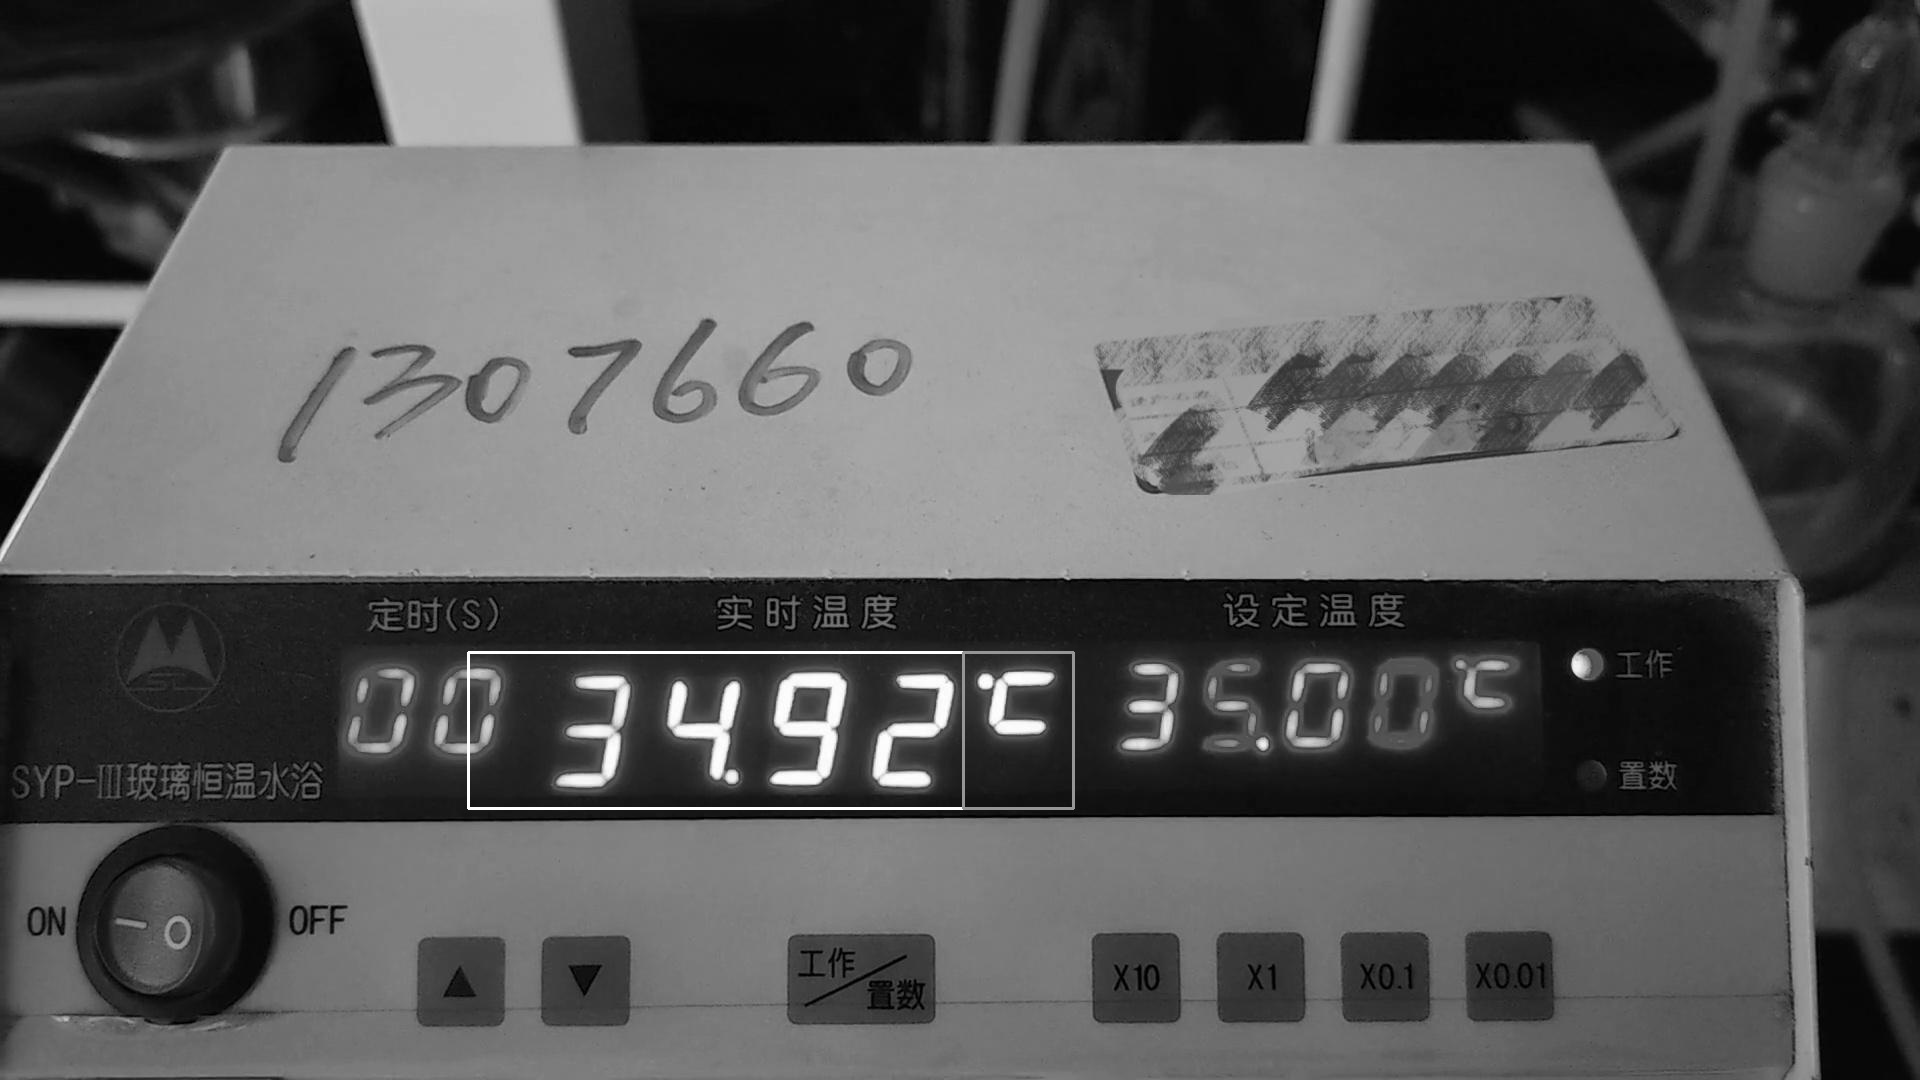 1307660
定时(S) 实时温度 设定温度
00 34.92℃ 35.00℃ 工作
SYP-Ⅲ玻璃恒温水浴 置数
ON OFF
▲ ▼ 工作/置数 X10 X1 X0.1 X0.01